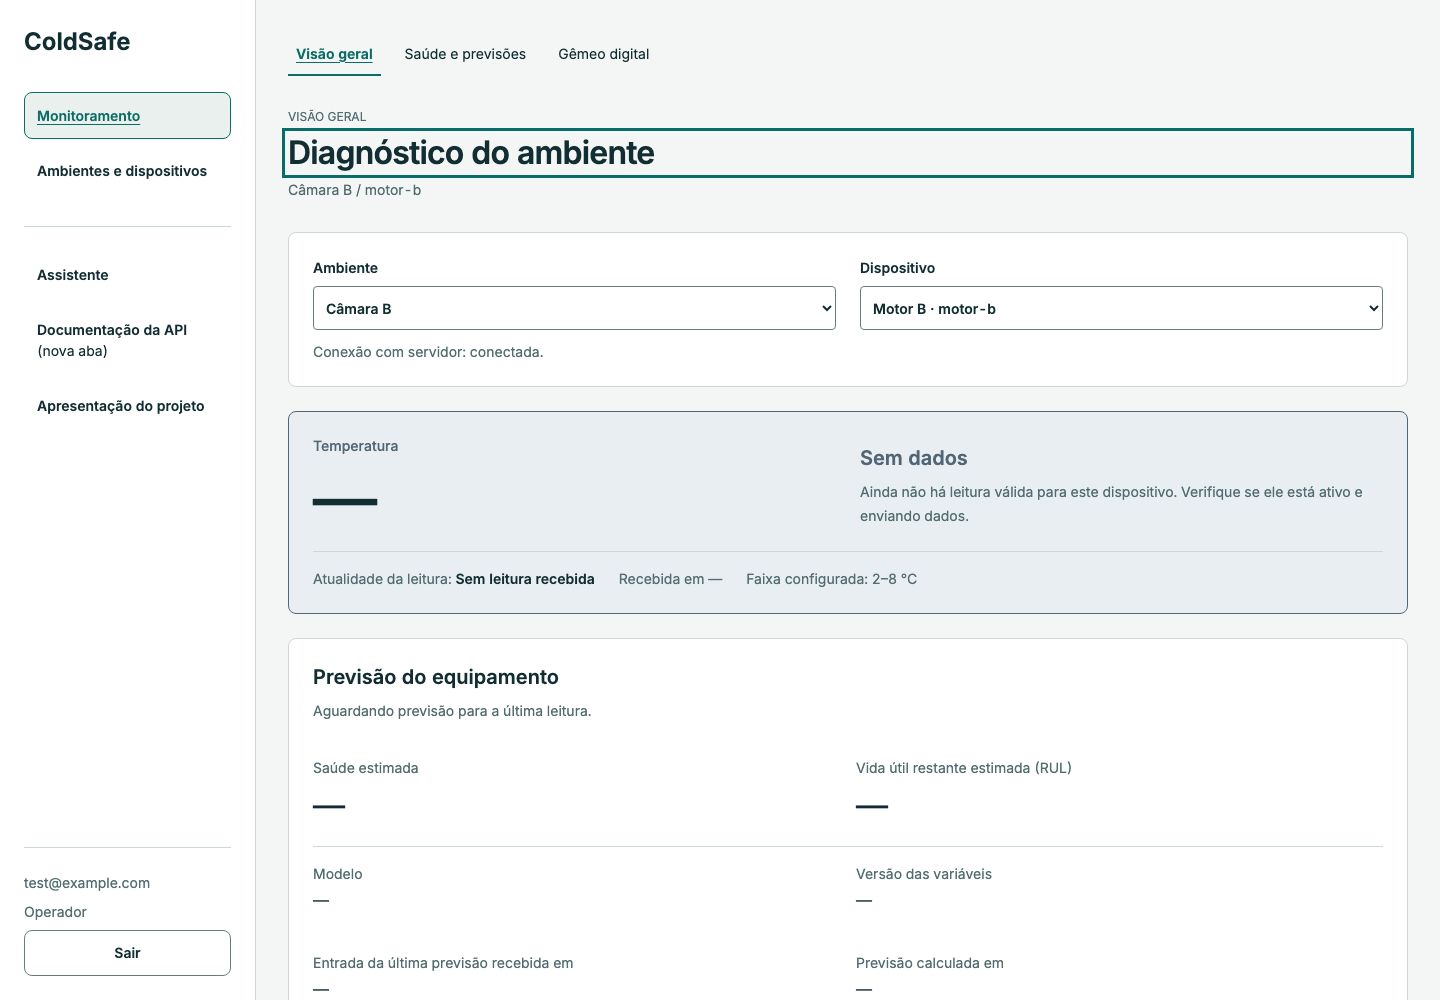 ColdSafe
Monitoramento
Ambientes e dispositivos
Assistente
Documentação da API
(nova aba)
Apresentação do projeto
test@example.com
Operador
Sair
Visão geral
Saúde e previsões
Gêmeo digital
VISÃO GERAL
Diagnóstico do ambiente
Câmara B / motor-b
Ambiente
Câmara B
Dispositivo
Motor B · motor-b
Conexão com servidor: conectada.
Temperatura
—
Sem dados
Ainda não há leitura válida para este dispositivo. Verifique se ele está ativo e
enviando dados.
Atualidade da leitura: Sem leitura recebida
Recebida em —
Faixa configurada: 2–8 °C
Previsão do equipamento
Aguardando previsão para a última leitura.
Saúde estimada
—
Vida útil restante estimada (RUL)
—
Modelo
—
Versão das variáveis
—
Entrada da última previsão recebida em
—
Previsão calculada em
—